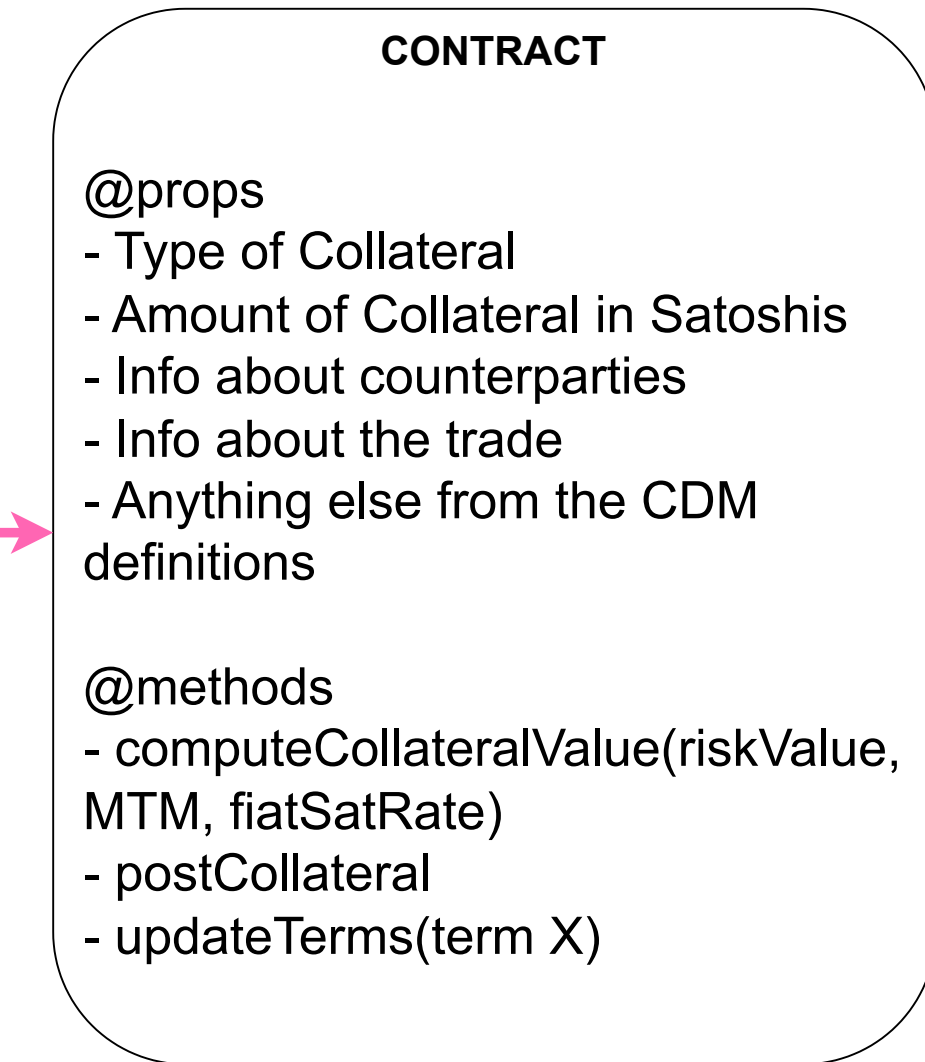 CONTRACT
@props
- Type of Collateral
- Amount of Collateral in Satoshis
- Info about counterparties
- Info about the trade
- Anything else from the CDM
definitions
@methods
- computeCollateralValue(riskValue,
MTM, fiatSatRate)
- postCollateral
- updateTerms(term X)